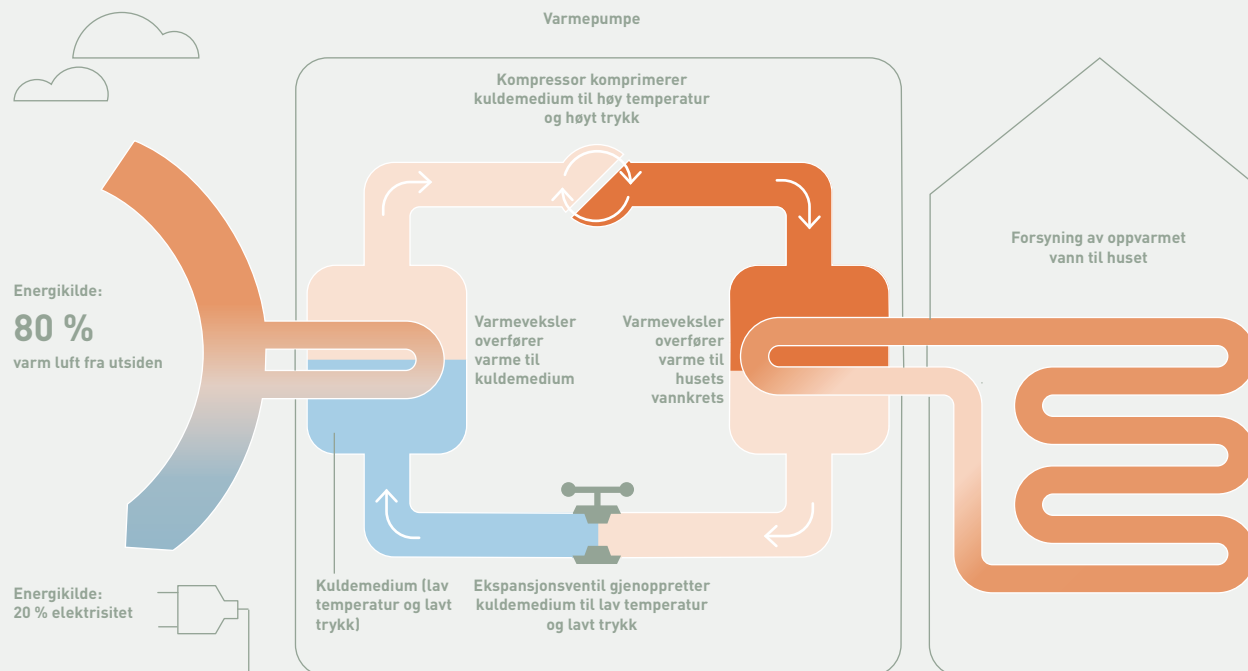 Varmepumpe
Kompressor komprimerer
kuldemedium til høy temperatur
og høyt trykk
Energikilde:
80 %
varm luft fra utsiden
Varmeveksler
overfører
varme til
kuldemedium
Varmeveksler
overfører
varme til
husets
vannkrets
Forsyning av oppvarmet
vann til huset
Energikilde:
20 % elektrisitet
Kuldemedium (lav
temperatur og lavt
trykk)
Ekspansjonsventil gjenoppretter
kuldemedium til lav temperatur
og lavt trykk